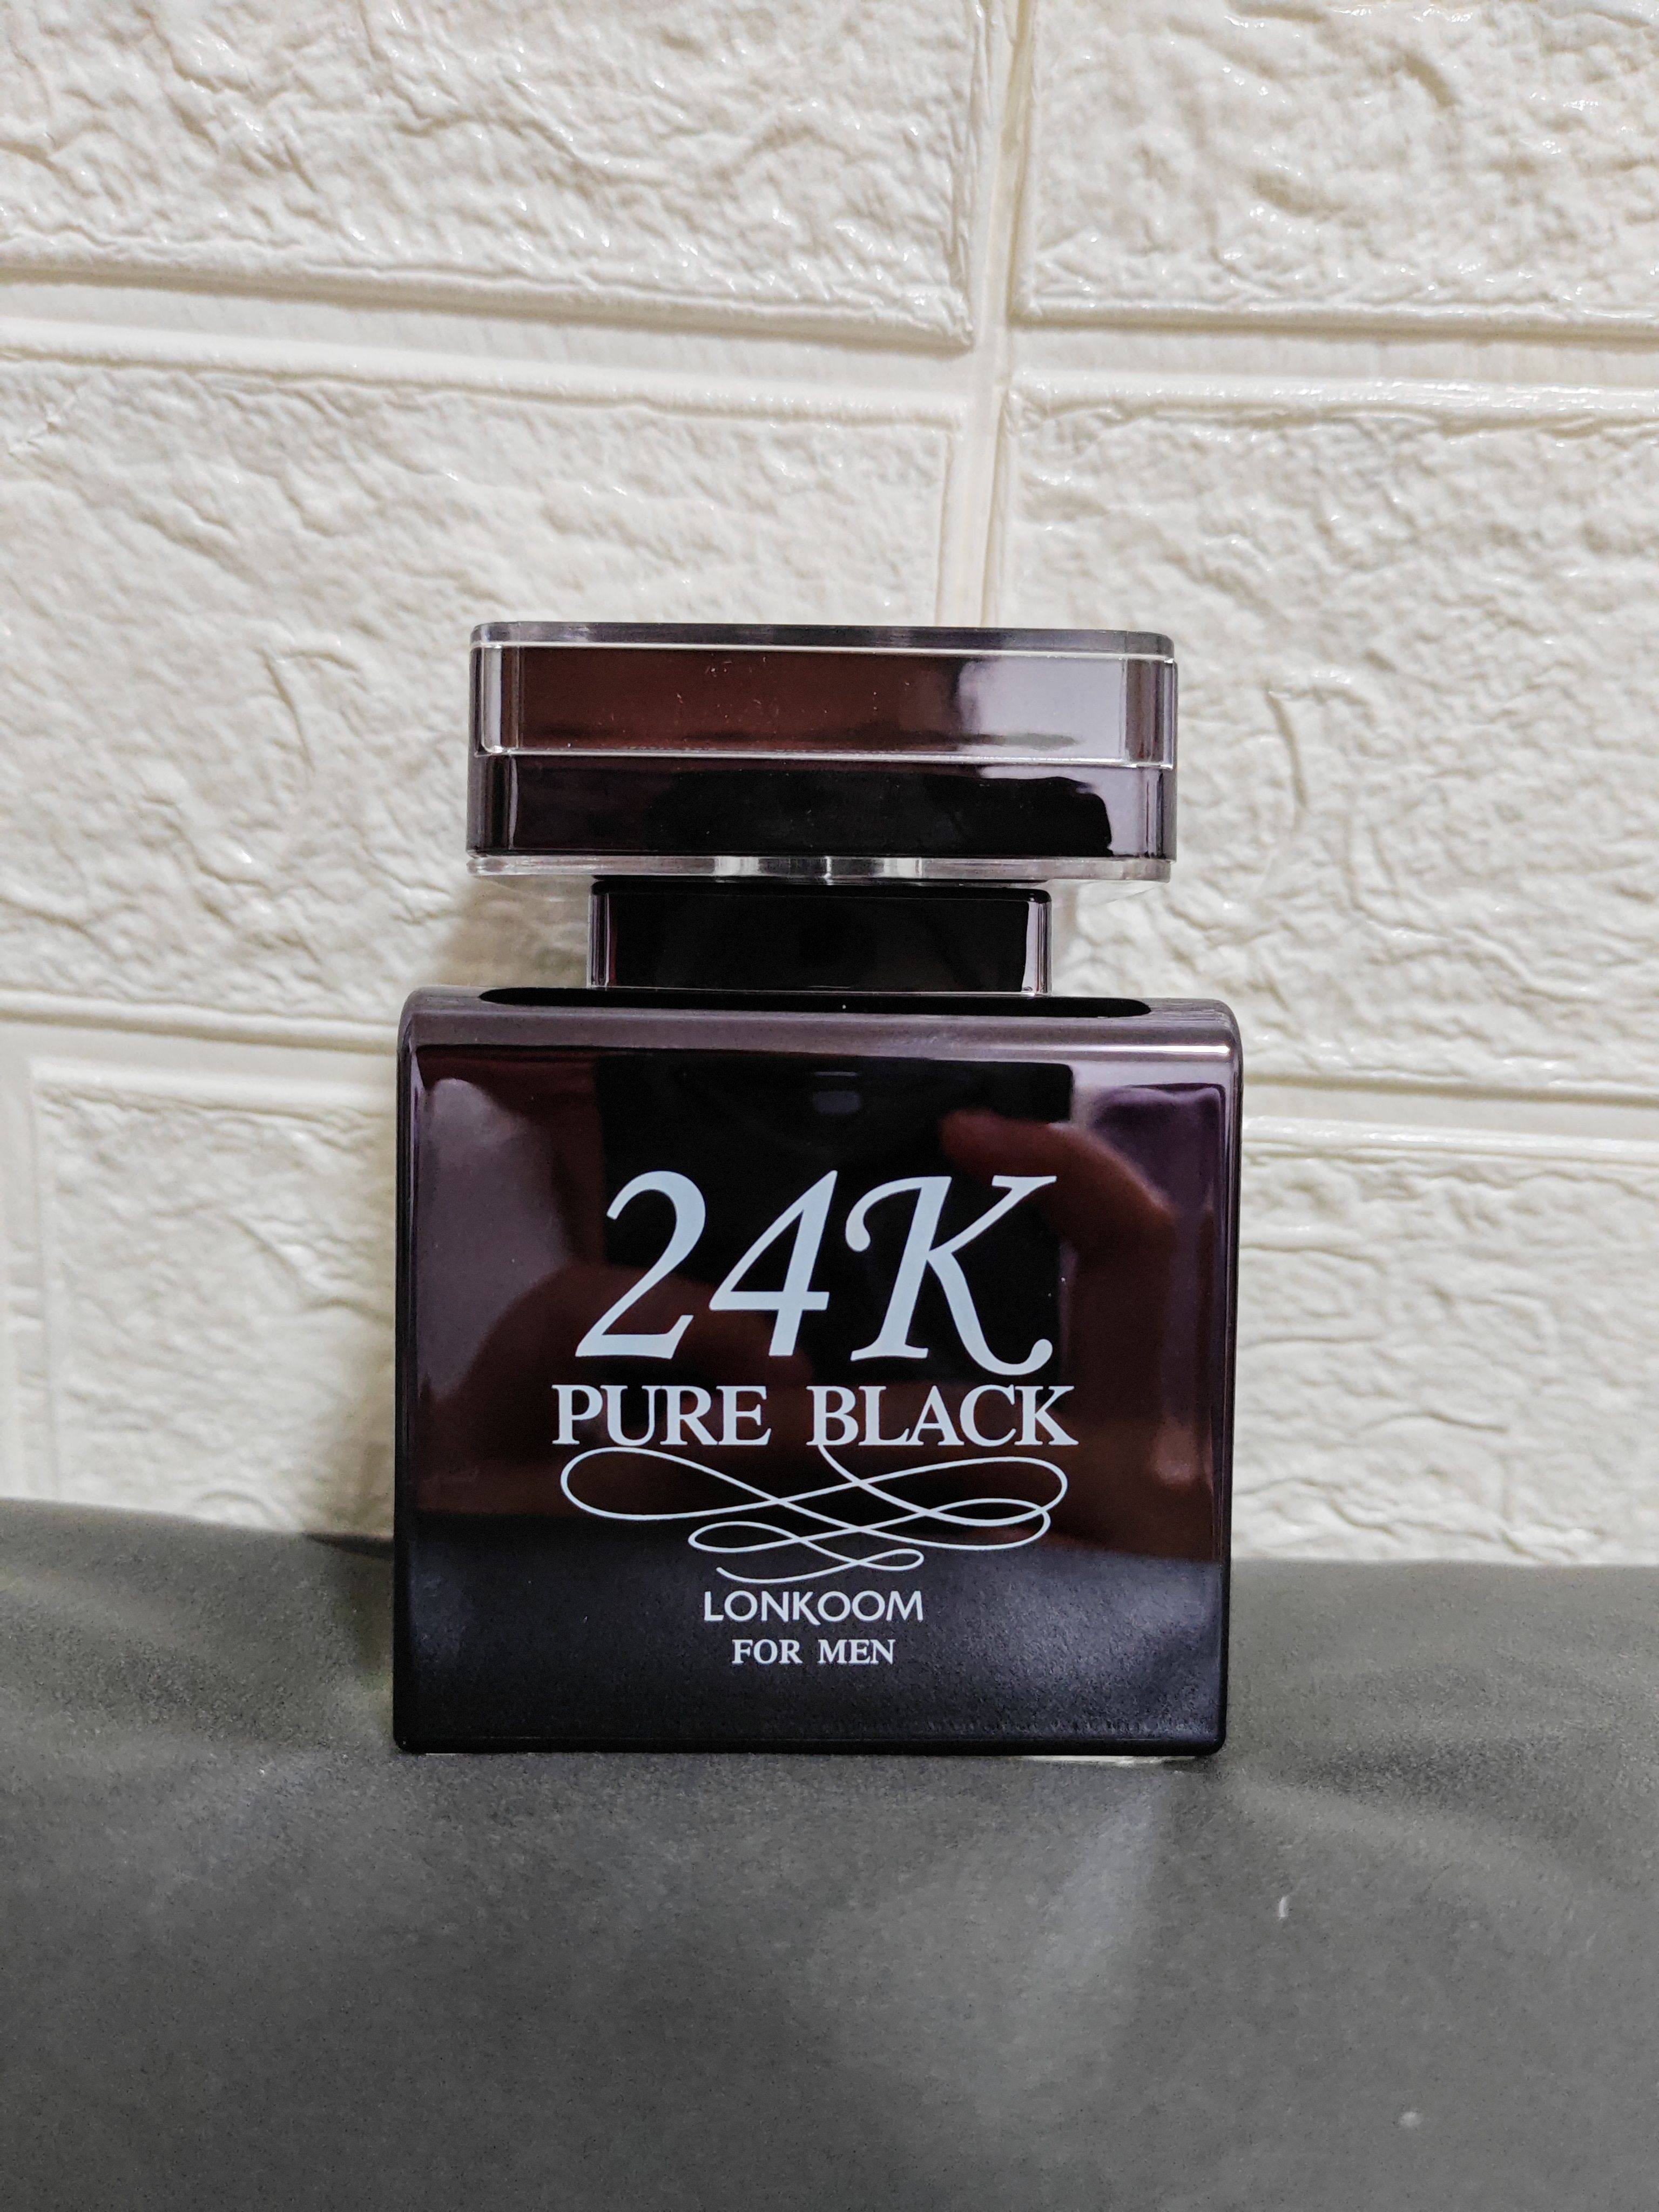 24K
PURE BLACK
LONKOOM
FOR MEN